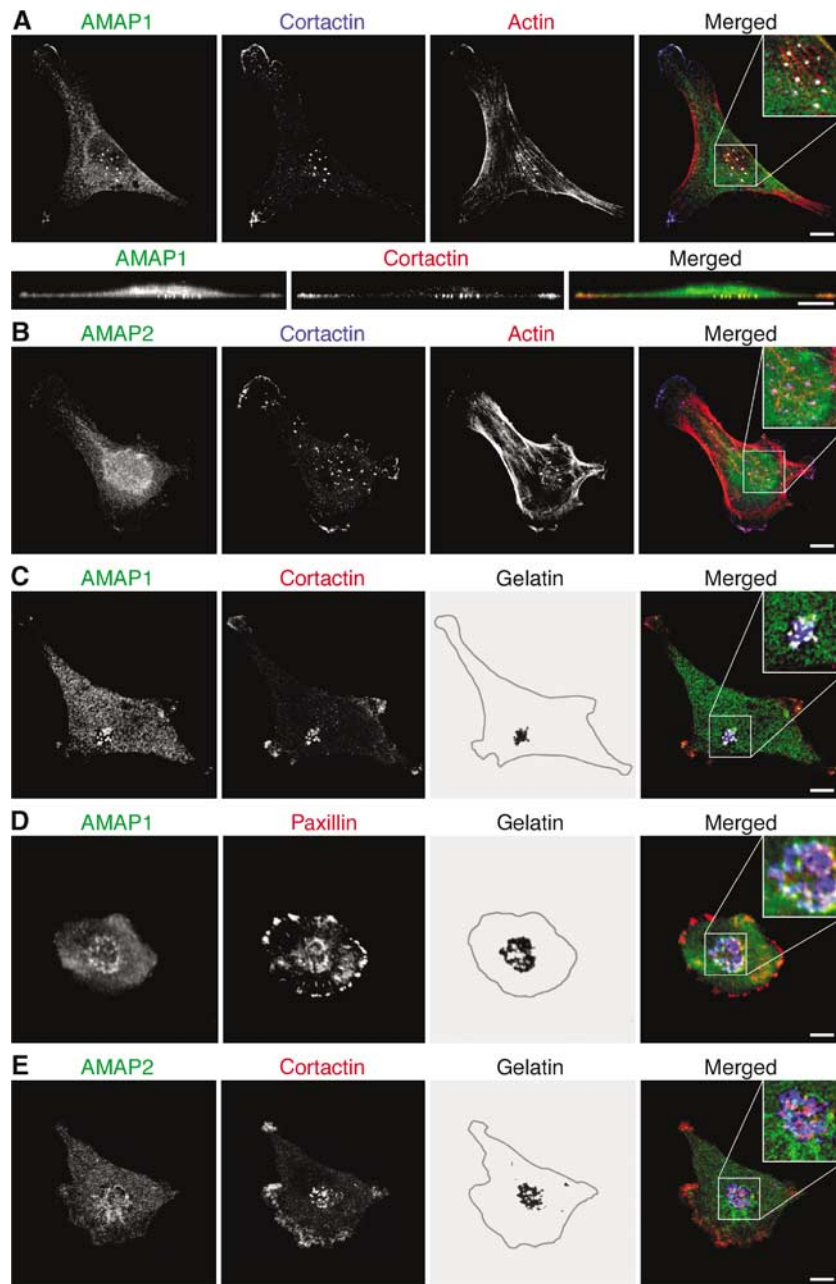 A AMAP1 Cortactin Actin Merged
AMAP1 Cortactin Merged
B AMAP2 Cortactin Actin Merged
C AMAP1 Cortactin Gelatin Merged
D AMAP1 Paxillin Gelatin Merged
E AMAP2 Cortactin Gelatin Merged